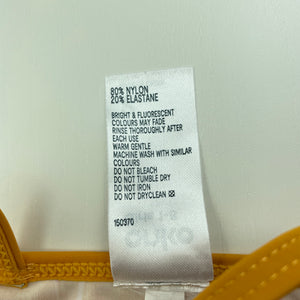 80% NYLON
20% ELASTANE
BRIGHT & FLUORESCENT
COLOURS MAY FADE
RINSE THOROUGHLY AFTER
EACH USE
WARM GENTLE
MACHINE WASH WITH SIMILAR
COLOURS
DO NOT BLEACH
DO NOT TUMBLE DRY
DO NOT IRON
DO NOT DRYCLEAN
150370